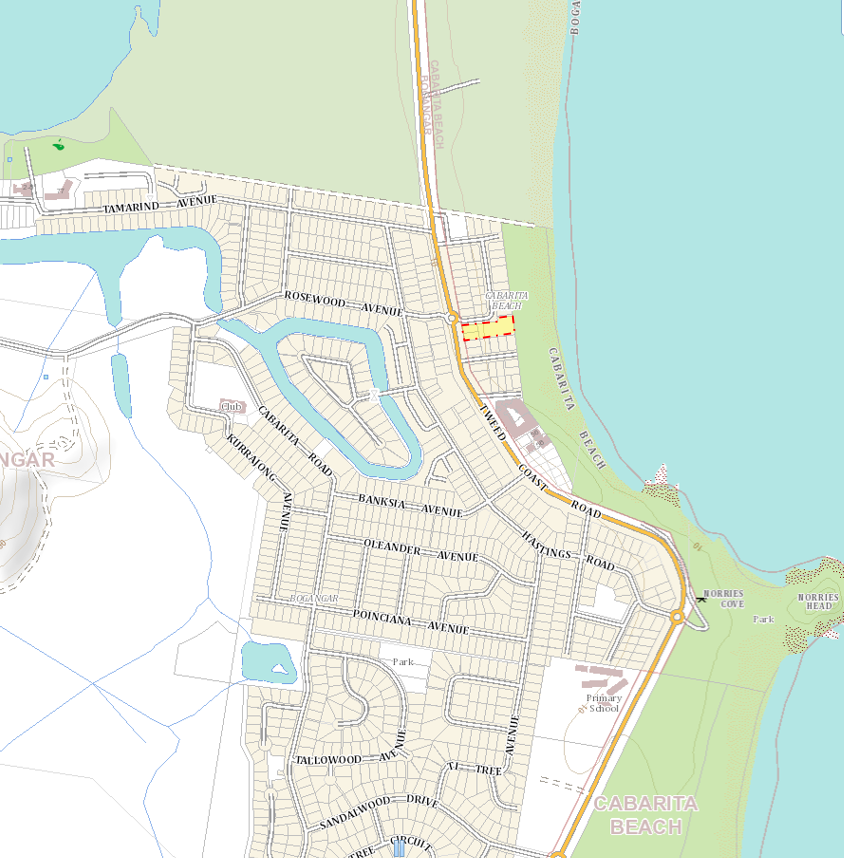 BOGA
CABARITA BEACH
BOGANGAR
TAMARIND AVENUE
ROSEWOOD AVENUE
CABARITA
BEACH
CABARITA BEACH
Club
CABARITA ROAD
TWEED COAST ROAD
KURRAJONG AVENUE
NGAR
BANKSIA AVENUE
HASTINGS ROAD
OLEANDER AVENUE
BOGANGAR
POINCIANA AVENUE
NORRIES
COVE
NORRIES
HEAD
Park
Park
Primary
School
TALLOWOOD AVENUE
TI TREE AVENUE
SANDALWOOD DRIVE
CABARITA
BEACH
TREE CIRCUIT